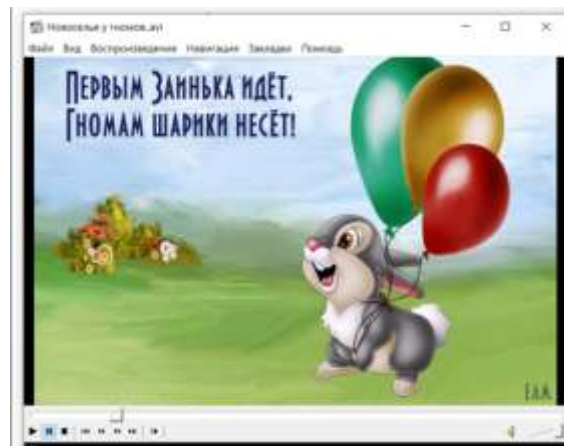 Новоселье у гномов.avi
Файл Вид Воспроизведение Навигация Закладки Помощь
Первым Заинька идёт,
Гномам шарики несёт!